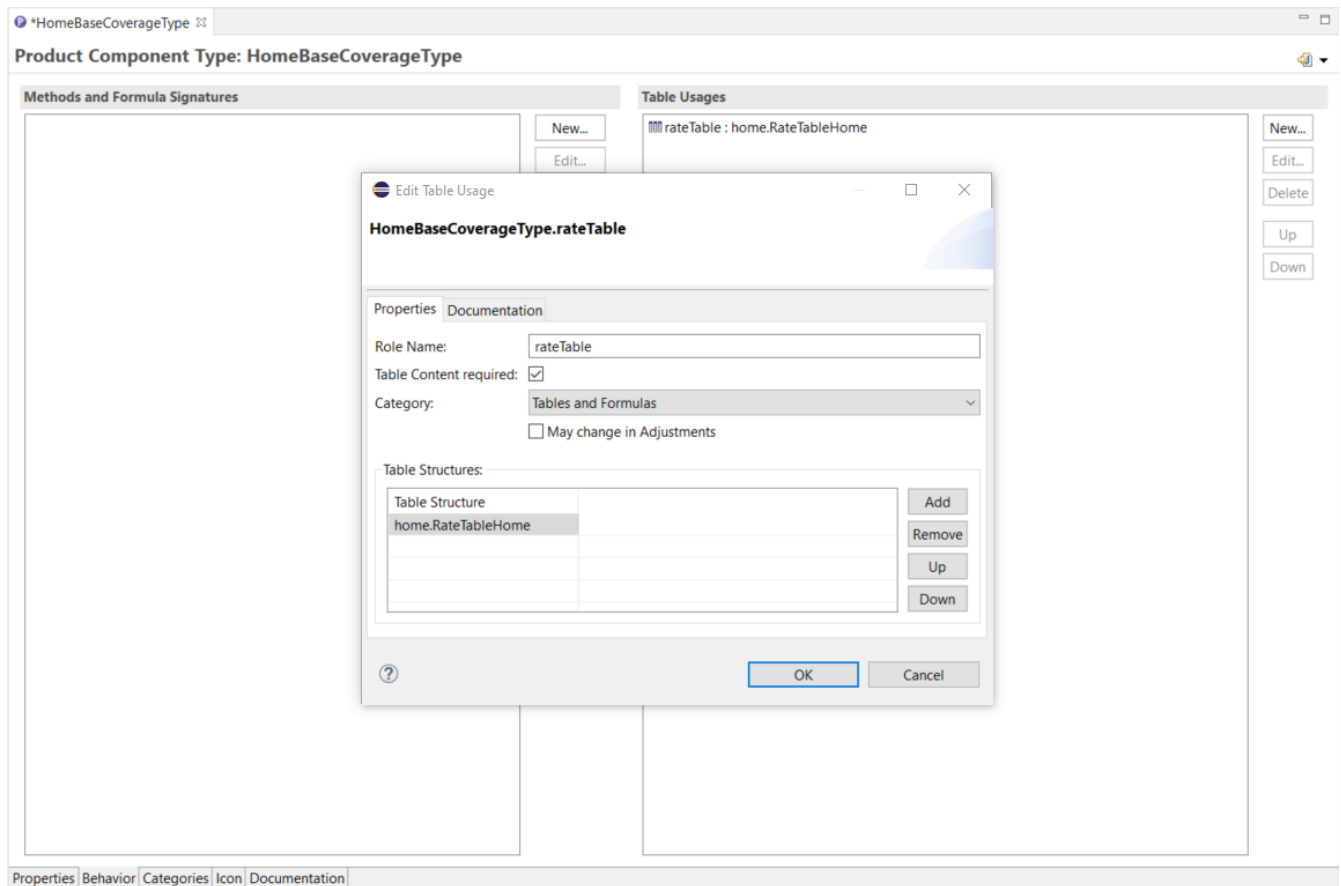 *HomeBaseCoverageType
Product Component Type: HomeBaseCoverageType
Methods and Formula Signatures
New...
Edit...
Table Usages
rateTable : home.RateTableHome
New...
Edit...
Delete
Up
Down
Edit Table Usage
HomeBaseCoverageType.rateTable
Properties Documentation
Role Name: rateTable
Table Content required:
Category: Tables and Formulas
May change in Adjustments
Table Structures:
Table Structure
home.RateTableHome
Add
Remove
Up
Down
OK Cancel
Properties Behavior Categories Icon Documentation